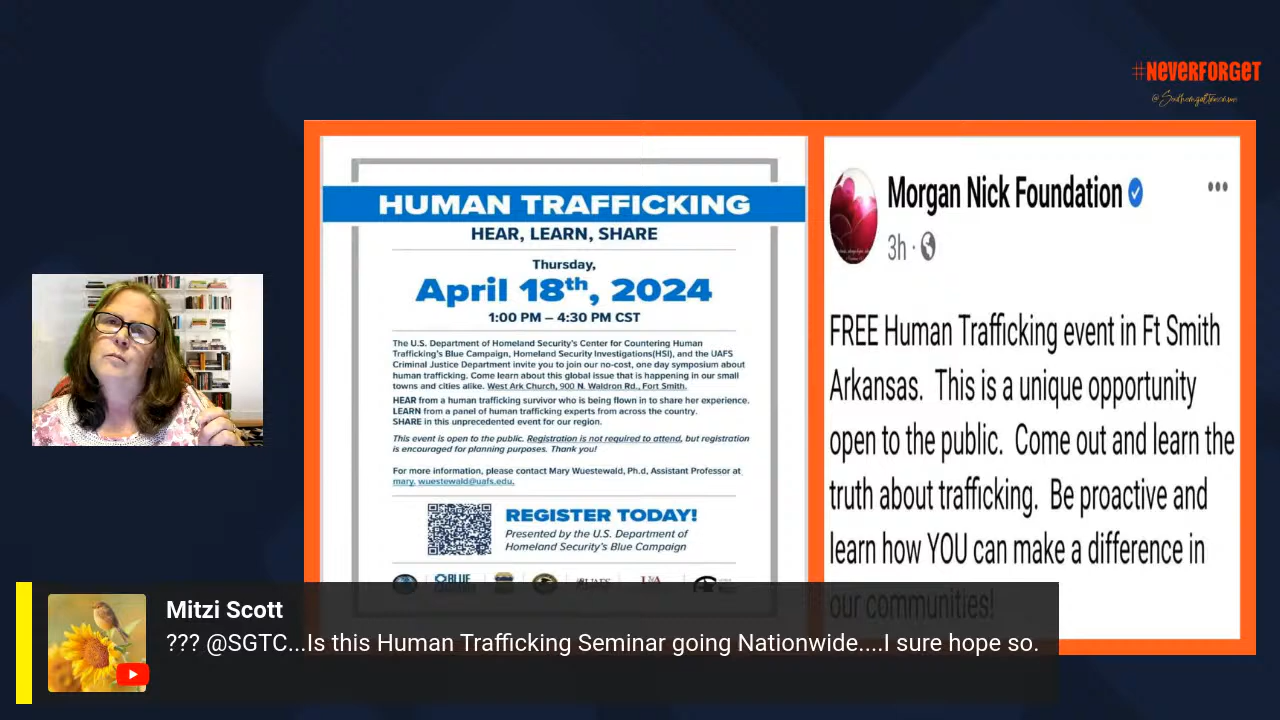 #NEVERFORGET
HUMAN TRAFFICKING
HEAR, LEARN, SHARE
Thursday,
April 18th, 2024
1:00 PM – 4:30 PM CST
The U.S. Department of Homeland Security's Center for Countering Human
Trafficking's Blue Campaign, Homeland Security Investigations(HSI), and the UAFS
Criminal Justice Department invite you to join our no-cost, one day symposium about
human trafficking. Come learn about this global issue that is happening in our small
towns and cities alike. West Ark Church, 900 N. Waldron Rd., Fort Smith.
HEAR from a human trafficking survivor who is being flown in to share her experience.
LEARN from a panel of human trafficking experts from across the country.
SHARE in this unprecedented event for our region.
This event is open to the public. Registration is not required to attend, but registration
is encouraged for planning purposes. Thank you!
For more information, please contact Mary Wuestewald, Ph.d, Assistant Professor at
mary. wuestewald@uafs.edu.
REGISTER TODAY!
Presented by the U.S. Department of
Homeland Security's Blue Campaign
BLUE
UAFS
Morgan Nick Foundation
3h
FREE Human Trafficking event in Ft Smith
Arkansas. This is a unique opportunity
open to the public. Come out and learn the
truth about trafficking. Be proactive and
learn how YOU can make a difference in
our communities!
Mitzi Scott
??? @SGTC...Is this Human Trafficking Seminar going Nationwide....I sure hope so.